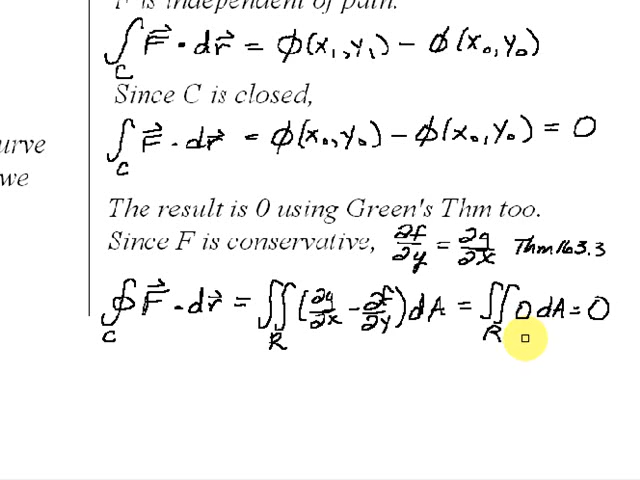 F is independent of path.
∫_C F⃗ · dr⃗ = ϕ(x₁, y₁) − ϕ(x₀, y₀)
Since C is closed,
∫_C F⃗ · dr⃗ = ϕ(x₀, y₀) − ϕ(x₀, y₀) = 0
urve
we
The result is 0 using Green's Thm too.
Since F is conservative, ∂f/∂y = ∂g/∂x Thm 163.3
∮_C F⃗ · dr⃗ = ∬_R (∂g/∂x − ∂f/∂y) dA = ∬_R 0 dA = 0